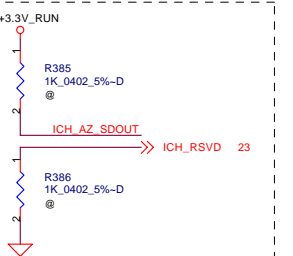 +3.3V_RUN
1
R385
1K_0402_5%~D
@
2
ICH_AZ_SDOUT
ICH_RSVD 23
1
R386
1K_0402_5%~D
@
2